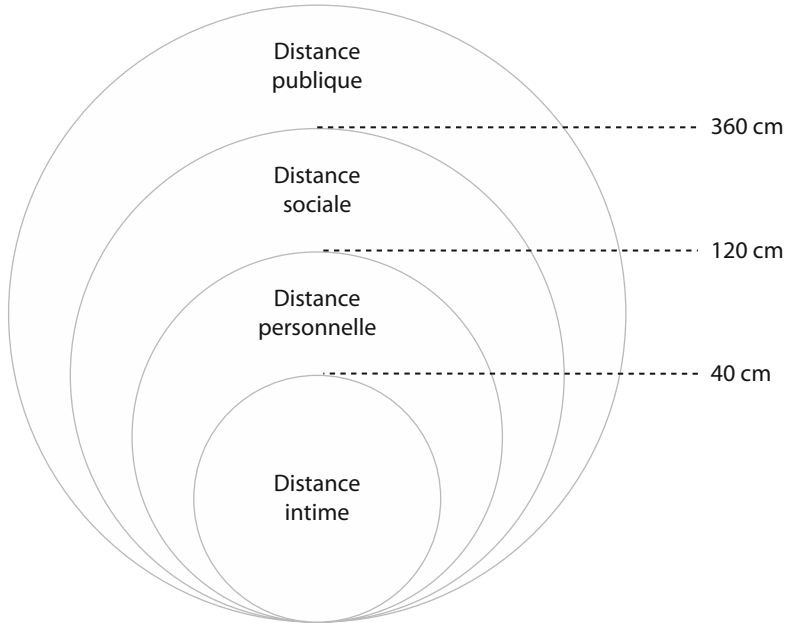 Distance
publique
360 cm
Distance
sociale
120 cm
Distance
personnelle
40 cm
Distance
intime